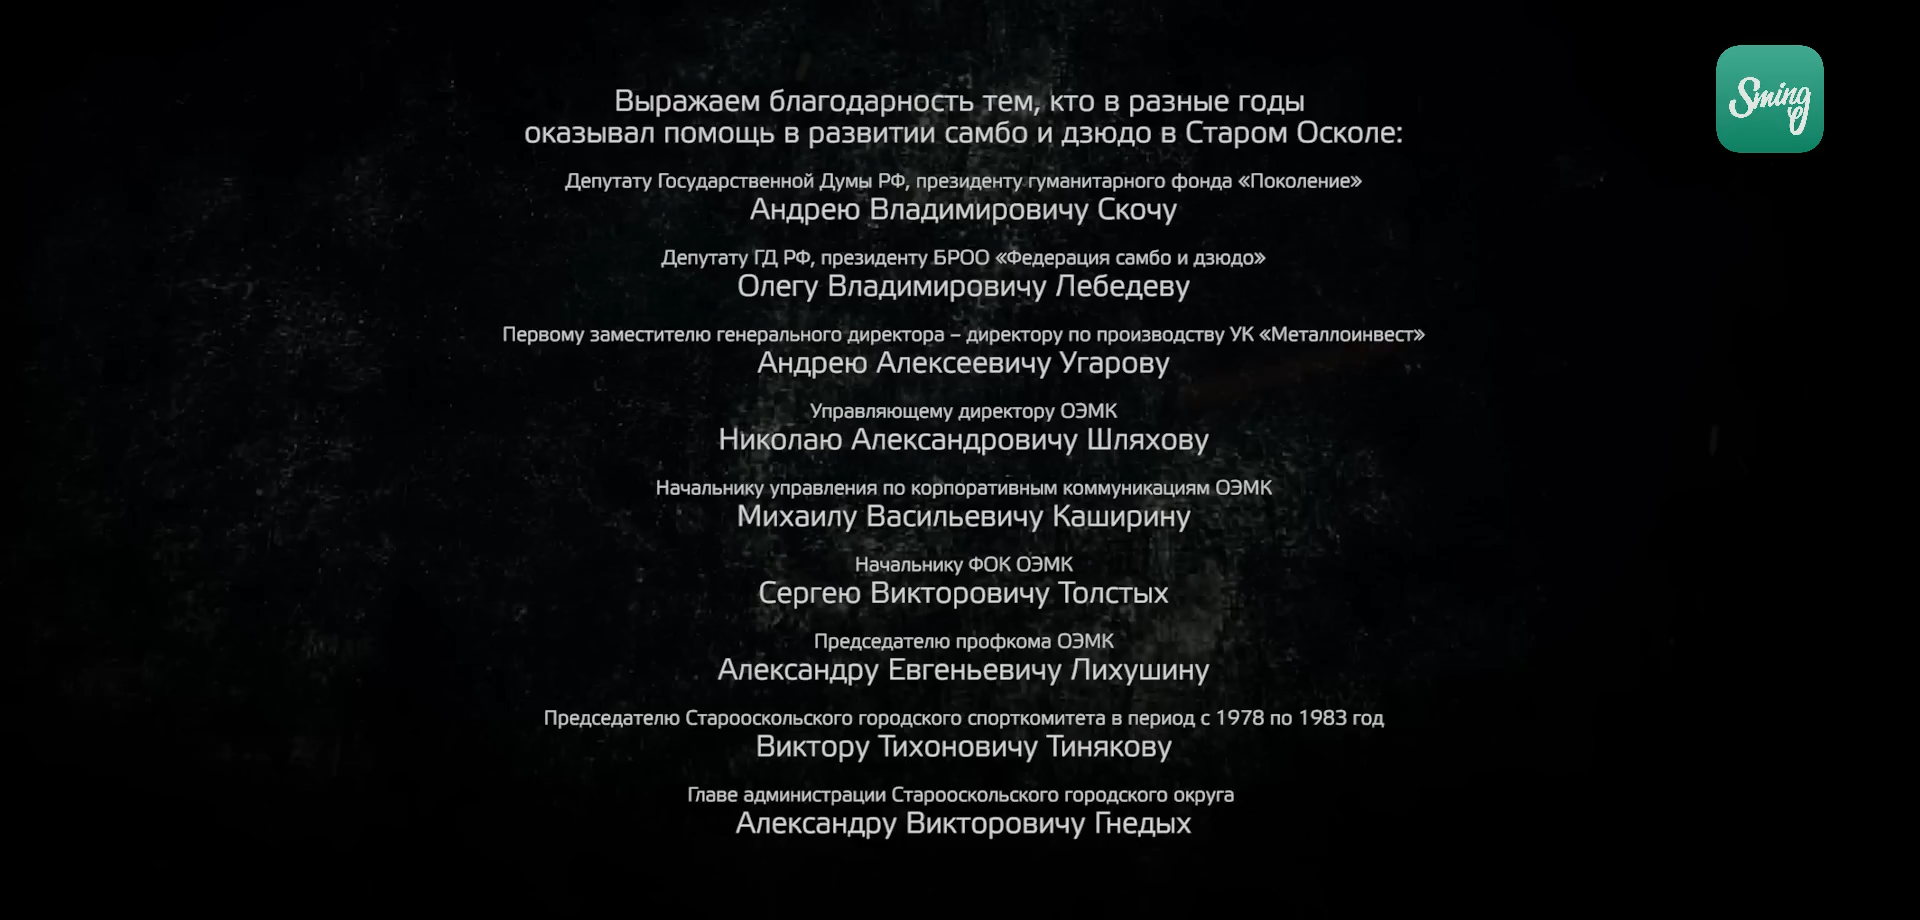 Выражаем благодарность тем, кто в разные годы
оказывал помощь в развитии самбо и дзюдо в Старом Осколе:
Депутату Государственной Думы РФ, президенту гуманитарного фонда «Поколение»
Андрею Владимировичу Скочу
Депутату ГД РФ, президенту БРОО «Федерация самбо и дзюдо»
Олегу Владимировичу Лебедеву
Первому заместителю генерального директора – директору по производству УК «Металлоинвест»
Андрею Алексеевичу Угарову
Управляющему директору ОЭМК
Николаю Александровичу Шляхову
Начальнику управления по корпоративным коммуникациям ОЭМК
Михаилу Васильевичу Каширину
Начальнику ФОК ОЭМК
Сергею Викторовичу Толстых
Председателю профкома ОЭМК
Александру Евгеньевичу Лихушину
Председателю Старооскольского городского спорткомитета в период с 1978 по 1983 год
Виктору Тихоновичу Тинякову
Главе администрации Старооскольского городского округа
Александру Викторовичу Гнедых
Sming